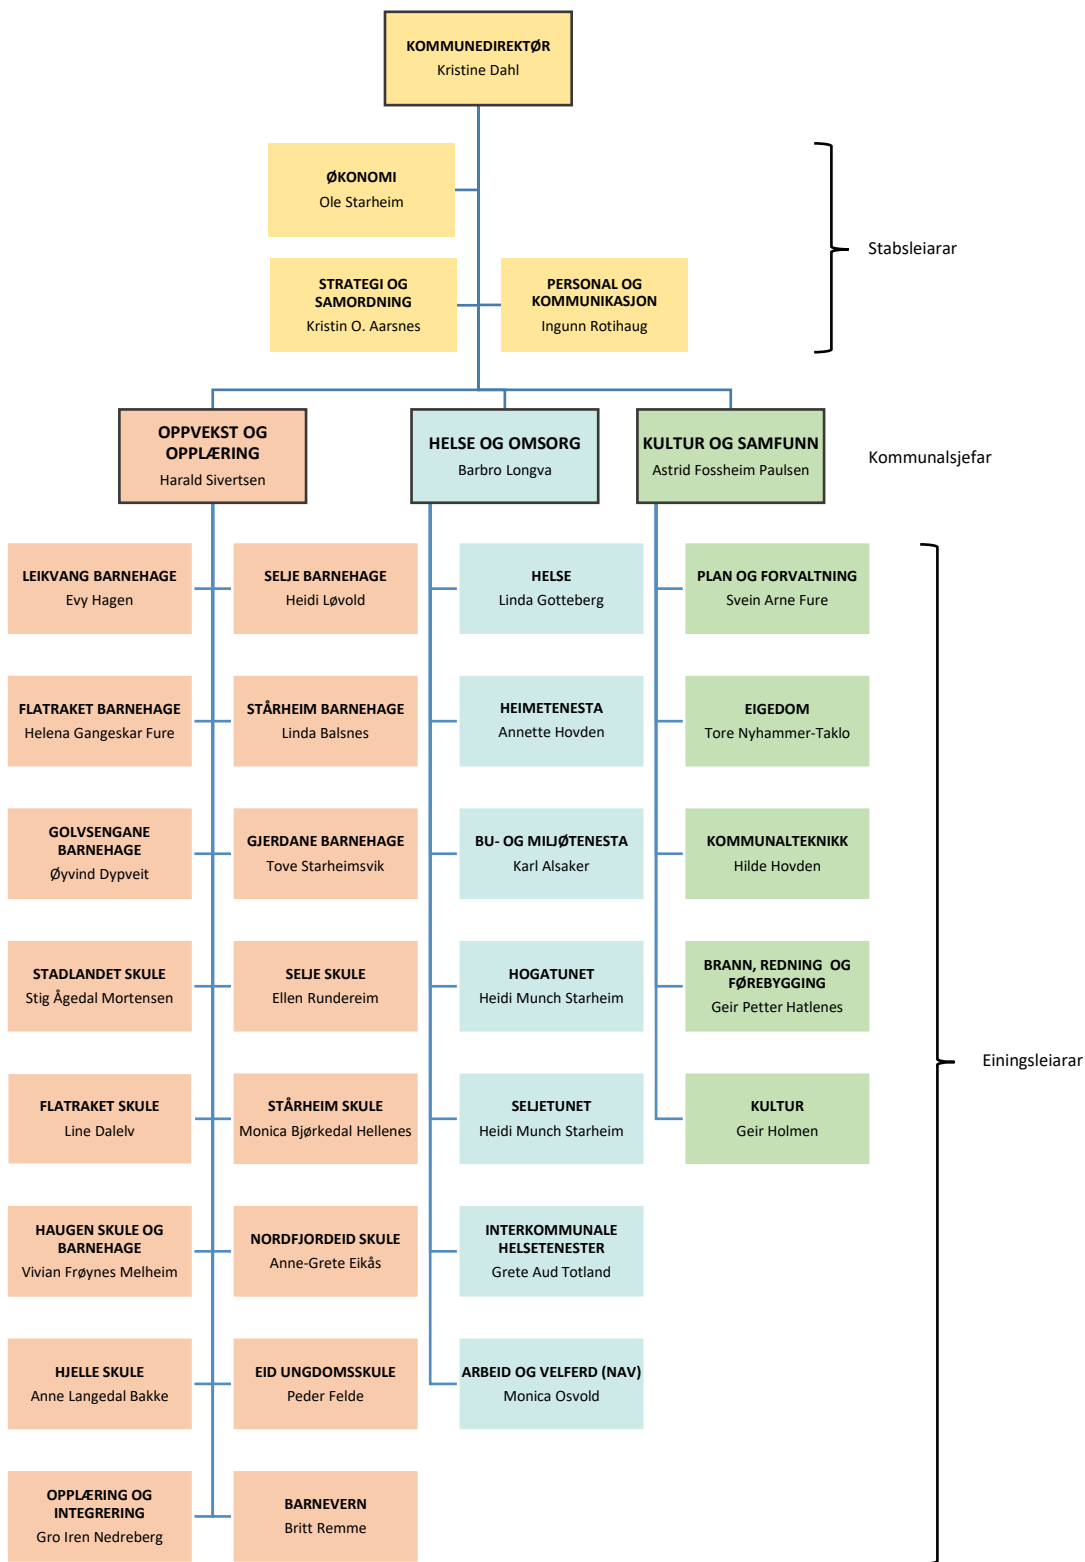 KOMMUNEDIREKTØR
Kristine Dahl
ØKONOMI
Ole Starheim
Stabsleiarar
STRATEGI OG
SAMORDNING
Kristin O. Aarsnes
PERSONAL OG
KOMMUNIKASJON
Ingunn Rotihaug
OPPVEKST OG
OPPLÆRING
Harald Sivertsen
HELSE OG OMSORG
Barbro Longva
KULTUR OG SAMFUNN
Astrid Fossheim Paulsen
Kommunalsjefar
LEIKVANG BARNEHAGE
Evy Hagen
SELJE BARNEHAGE
Heidi Løvold
HELSE
Linda Gotteberg
PLAN OG FORVALTNING
Svein Arne Fure
FLATRAKET BARNEHAGE
Helena Gangeskar Fure
STÅRHEIM BARNEHAGE
Linda Balsnes
HEIMETENESTA
Annette Hovden
EIGEDOM
Tore Nyhammer-Taklo
GOLVSENGANE
BARNEHAGE
Øyvind Dypveit
GJERDANE BARNEHAGE
Tove Starheimsvik
BU- OG MILJØTENESTA
Karl Alsaker
KOMMUNALTEKNIKK
Hilde Hovden
STADLANDET SKULE
Stig Ågedal Mortensen
SELJE SKULE
Ellen Rundereim
HOGATUNET
Heidi Munch Starheim
BRANN, REDNING  OG
FØREBYGGING
Geir Petter Hatlenes
Einingsleiarar
FLATRAKET SKULE
Line Dalelv
STÅRHEIM SKULE
Monica Bjørkedal Hellenes
SELJETUNET
Heidi Munch Starheim
KULTUR
Geir Holmen
HAUGEN SKULE OG
BARNEHAGE
Vivian Frøynes Melheim
NORDFJORDEID SKULE
Anne-Grete Eikås
INTERKOMMUNALE
HELSETENESTER
Grete Aud Totland
HJELLE SKULE
Anne Langedal Bakke
EID UNGDOMSSKULE
Peder Felde
ARBEID OG VELFERD (NAV)
Monica Osvold
OPPLÆRING OG
INTEGRERING
Gro Iren Nedreberg
BARNEVERN
Britt Remme